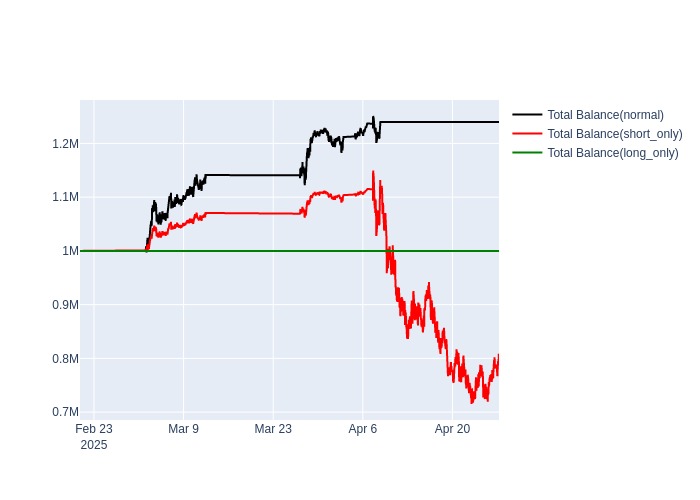 Total Balance(normal)
Total Balance(short_only)
Total Balance(long_only)
1.2M
1.1M
1M
0.9M
0.8M
0.7M
Feb 23 Mar 9 Mar 23 Apr 6 Apr 20
2025